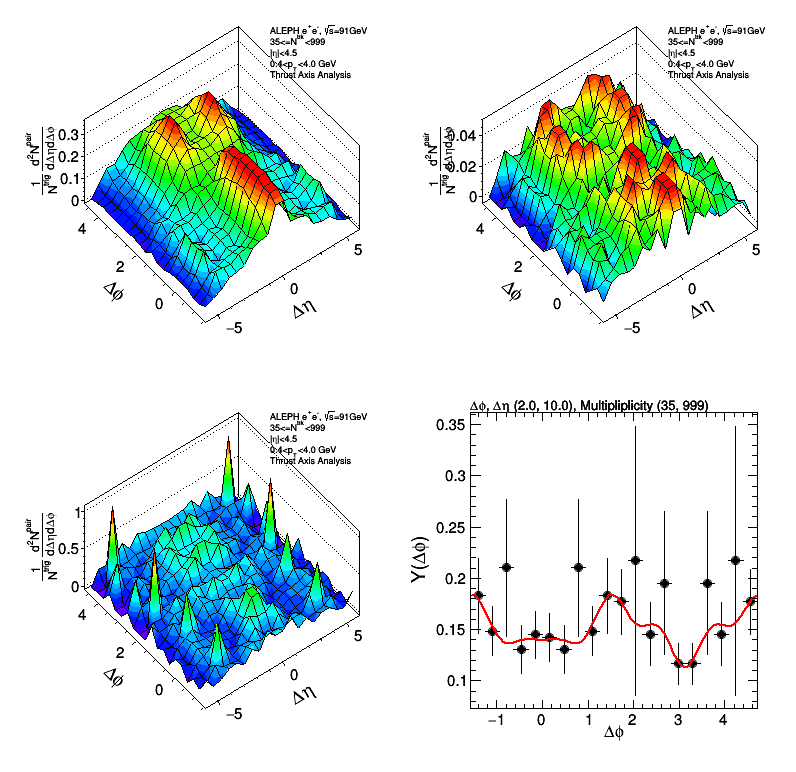 ALEPH e⁺e⁻, √s=91GeV
35<=N^trk<999
|η|<4.5
0.4<p_T<4.0 GeV
Thrust Axis Analysis
1/N^trig d²N^pair/dΔηdΔφ
0.3
0.2
0.1
0
4
2
0
Δφ
−5
0
5
Δη
ALEPH e⁺e⁻, √s=91GeV
35<=N^trk<999
|η|<4.5
0.4<p_T<4.0 GeV
Thrust Axis Analysis
1/N^trig d²N^pair/dΔηdΔφ
0.04
0.02
0
4
2
0
Δφ
−5
0
5
Δη
ALEPH e⁺e⁻, √s=91GeV
35<=N^trk<999
|η|<4.5
0.4<p_T<4.0 GeV
Thrust Axis Analysis
1/N^trig d²N^pair/dΔηdΔφ
1
0.5
0
4
2
0
Δφ
−5
0
5
Δη
Δφ, Δη (2.0, 10.0), Multipliplicity (35, 999)
Y(Δφ)
0.35
0.3
0.25
0.2
0.15
0.1
−1 0 1 2 3 4
Δφ